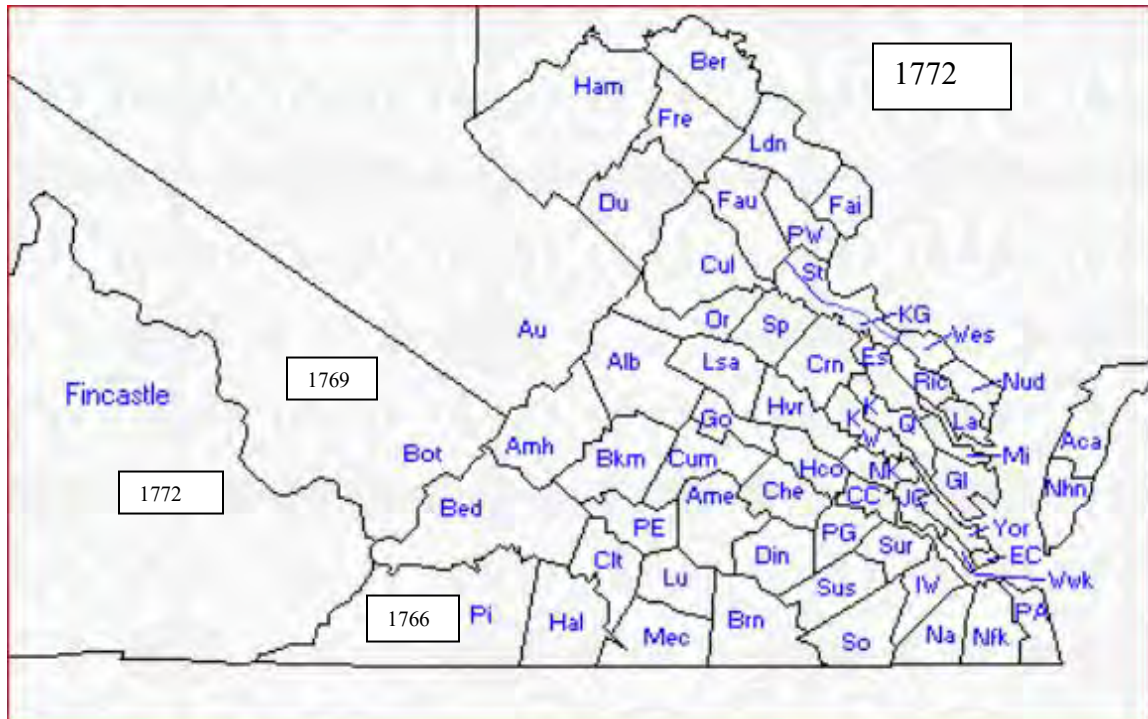 1772
Ber
Ham
Fre
Ldn
Du
Fau
Fai
PW
Cul
St
KG
Or
Sp
Wes
Au
Alb
Lsa
Crn
Es
Ric
Nud
1769
Fincastle
Hvr
K
K
Q
La
Aca
Go
W
Mi
Bot
Amh
Bkm
Cum
Hco
NK
Gl
Nhn
1772
Bed
Ame
Che
CC
JC
PE
PG
Yor
Clt
Din
Sur
EC
Lu
Sus
IW
Wwk
1766
Pi
Hal
Mec
Brn
So
Na
Nfk
PA